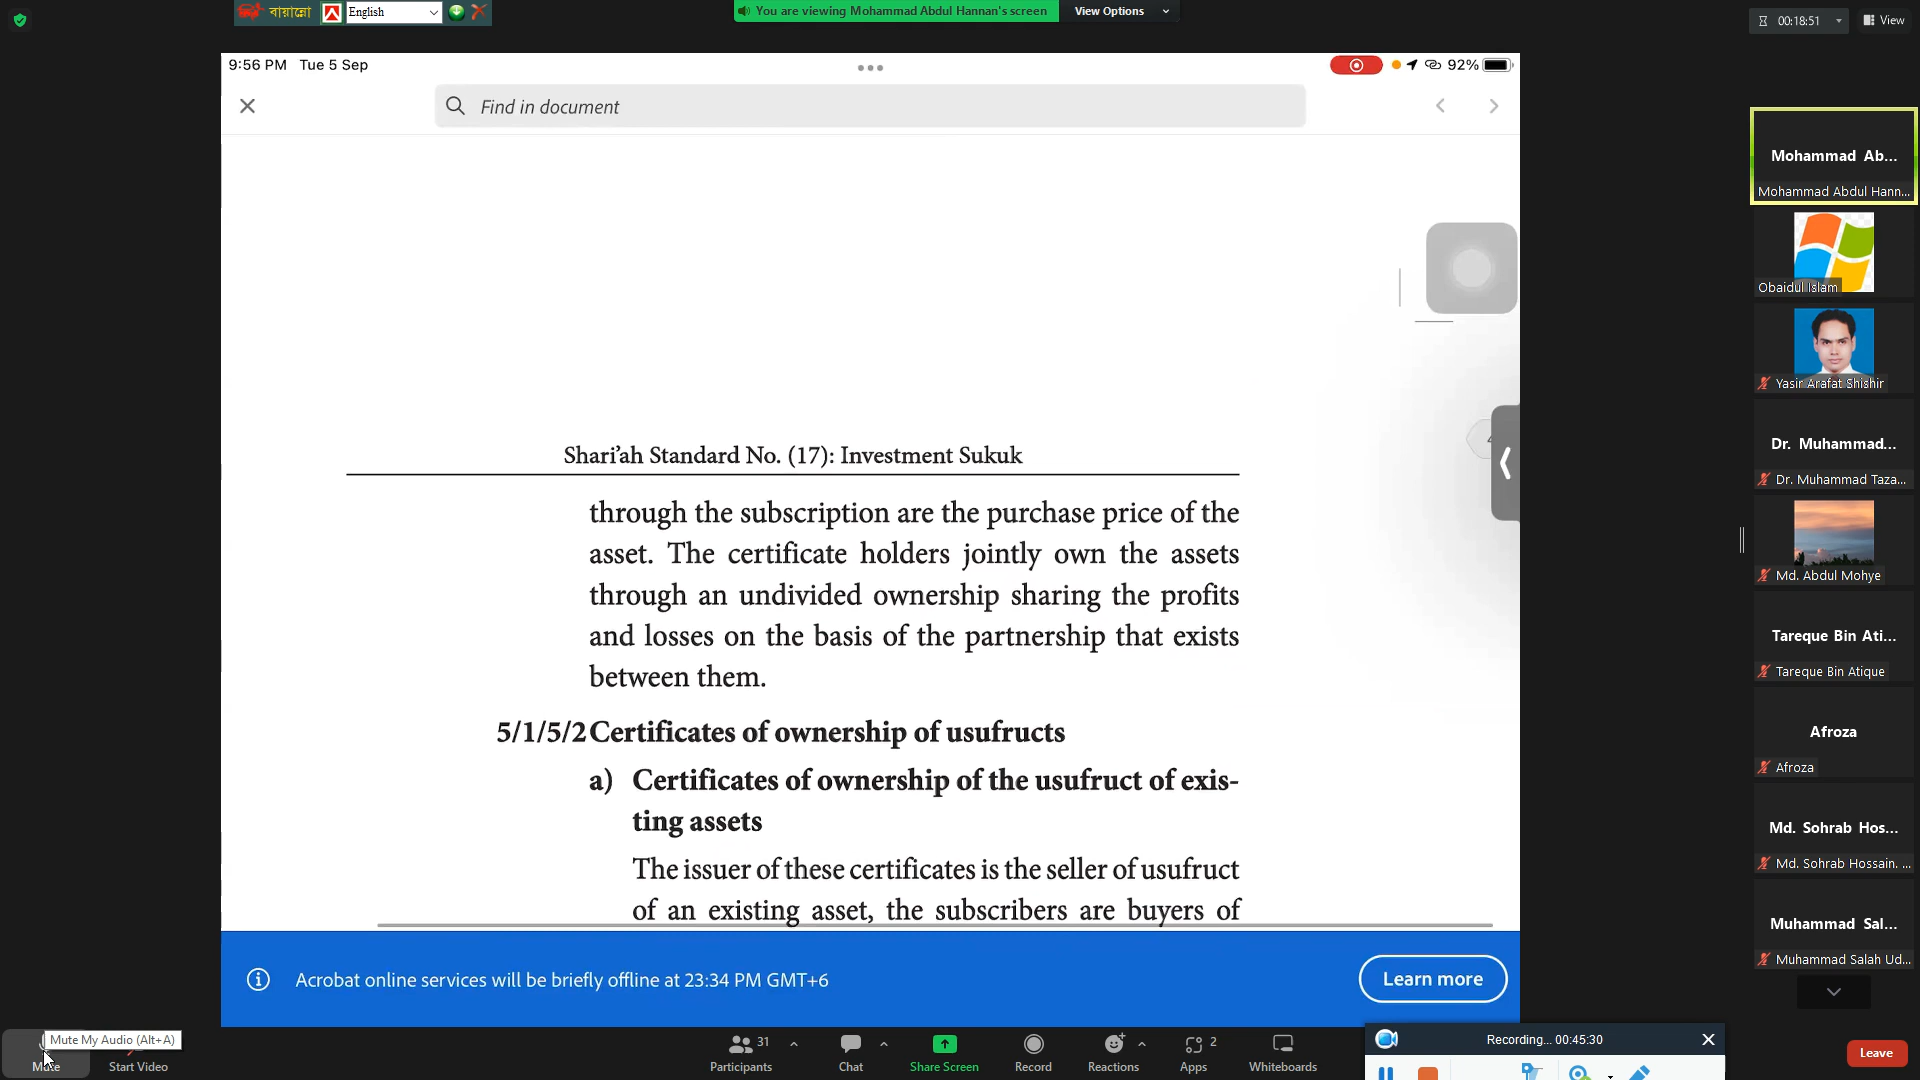 বায়ান্নো
English
You are viewing Mohammad Abdul Hannan's screen
View Options
00:18:51
View
9:56 PM Tue 5 Sep
92%
Find in document
Shari'ah Standard No. (17): Investment Sukuk
through the subscription are the purchase price of the
asset. The certificate holders jointly own the assets
through an undivided ownership sharing the profits
and losses on the basis of the partnership that exists
between them.
5/1/5/2 Certificates of ownership of usufructs
a) Certificates of ownership of the usufruct of exis-
ting assets
The issuer of these certificates is the seller of usufruct
of an existing asset, the subscribers are buyers of
Acrobat online services will be briefly offline at 23:34 PM GMT+6
Learn more
Mohammad Ab...
Mohammad Abdul Hann...
Obaidul Islam
Yasir Arafat Shishir
Dr. Muhammad...
Dr. Muhammad Taza...
Md. Abdul Mohye
Tareque Bin Ati...
Tareque Bin Atique
Afroza
Afroza
Md. Sohrab Hos...
Md. Sohrab Hossain. ...
Muhammad Sal...
Muhammad Salah Ud...
Mute My Audio (Alt+A)
Mute
Start Video
31
Participants
Chat
Share Screen
Record
Reactions
2
Apps
Whiteboards
Recording... 00:45:30
Leave